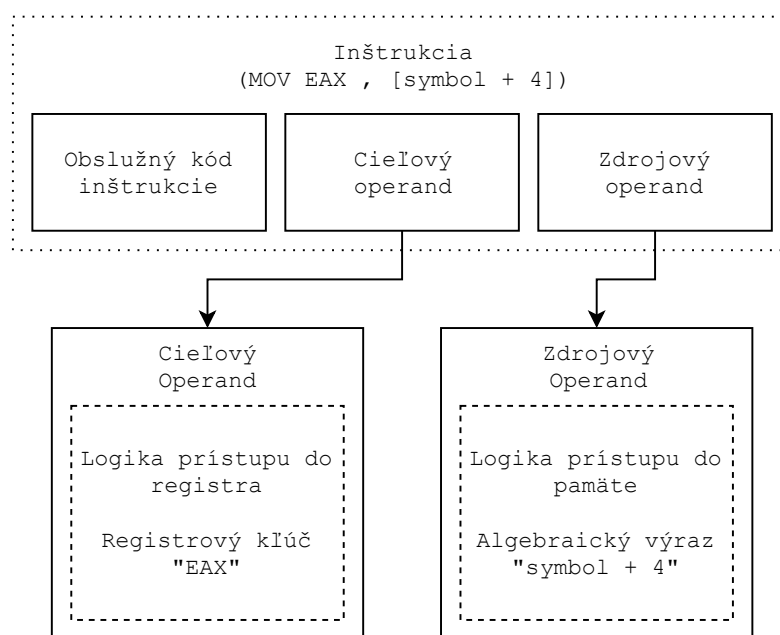 Inštrukcia
(MOV EAX , [symbol + 4])
Obslužný kód
inštrukcie
Cieľový
operand
Zdrojový
operand
Cieľový
Operand
Logika prístupu do
registra
Registrový kľúč
"EAX"
Zdrojový
Operand
Logika prístupu do
pamäte
Algebraický výraz
"symbol + 4"